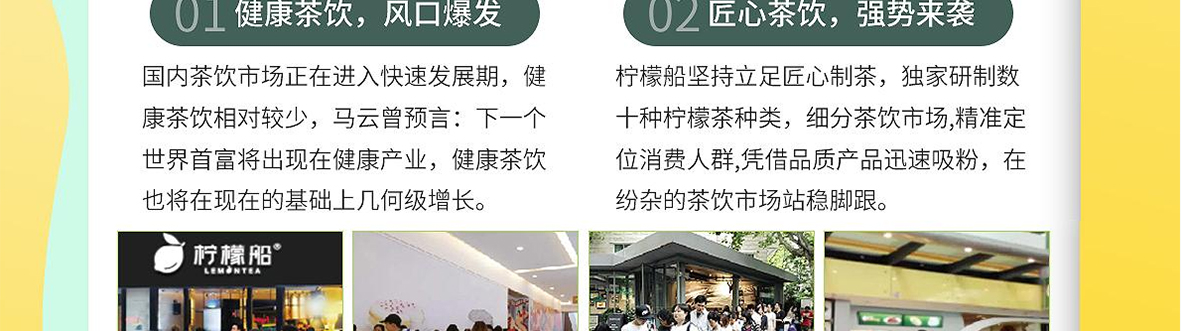 01 健康茶饮，风口爆发
国内茶饮市场正在进入快速发展期，健
康茶饮相对较少，马云曾预言：下一个
世界首富将出现在健康产业，健康茶饮
也将在现在的基础上几何级增长。
02 匠心茶饮，强势来袭
柠檬船坚持立足匠心制茶，独家研制数
十种柠檬茶种类，细分茶饮市场,精准定
位消费人群,凭借品质产品迅速吸粉，在
纷杂的茶饮市场站稳脚跟。
柠檬船®
LEMONTEA